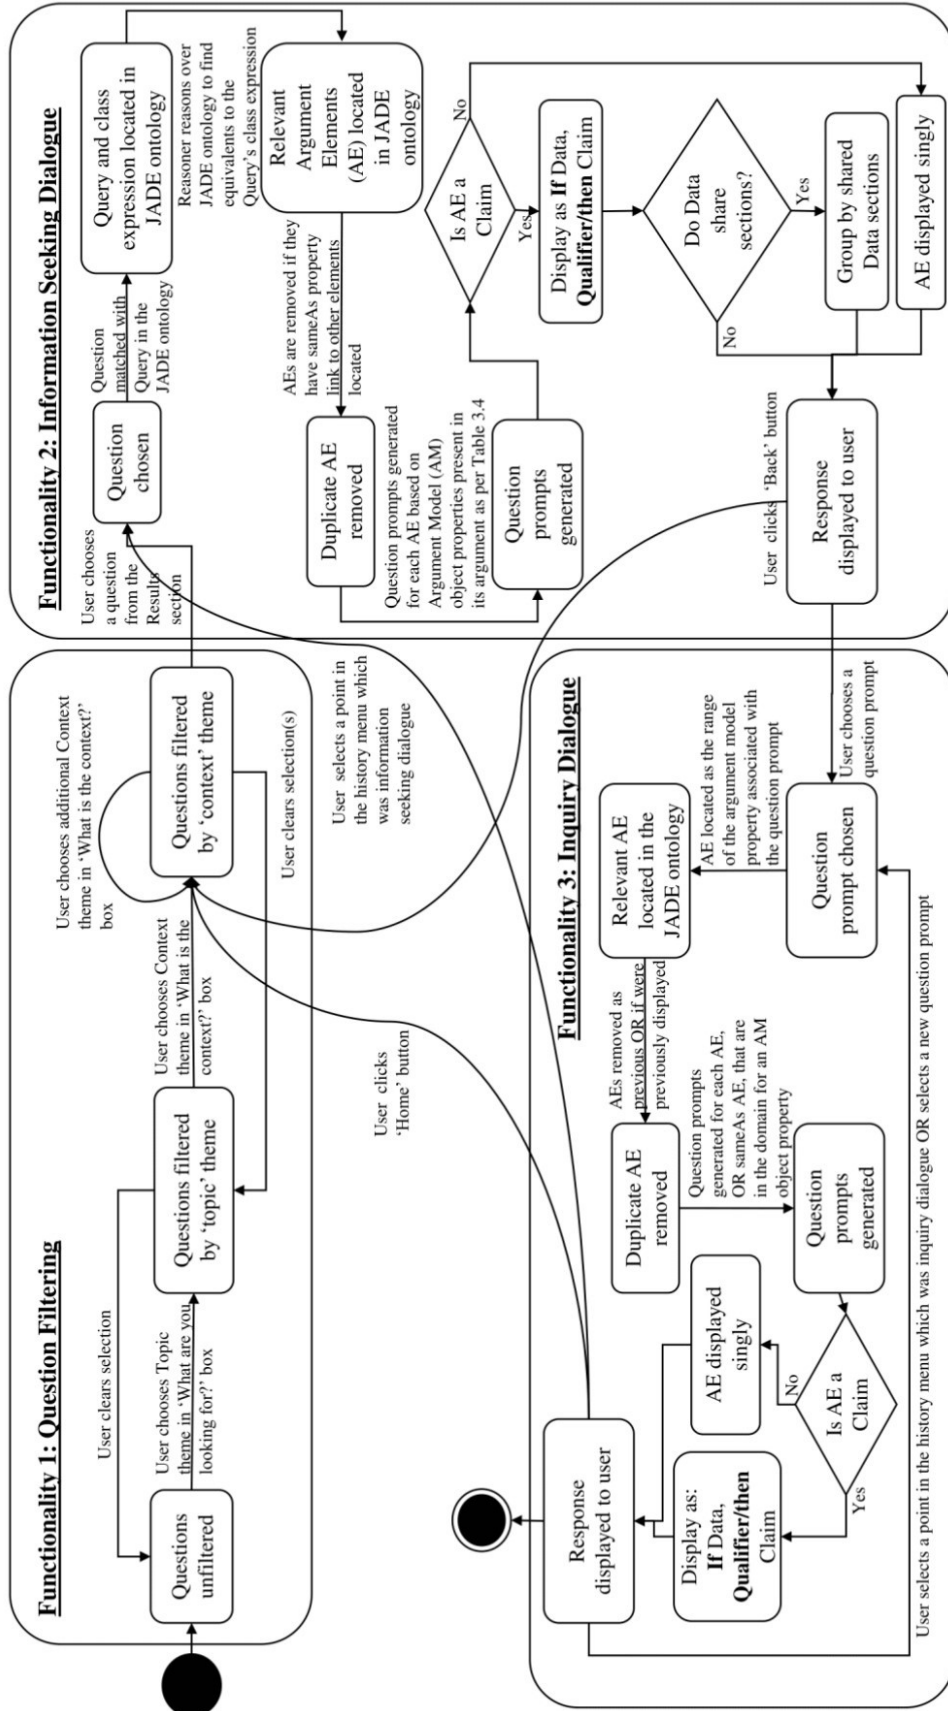 Functionality 1: Question Filtering
User clears selection
Questions
unfiltered
User chooses Topic
theme in ‘What are you
looking for?’ box
Questions filtered
by ‘topic’ theme
User chooses Context
theme in ‘What is the
context?’ box
User chooses additional Context
theme in ‘What is the context?’
box
Questions filtered
by ‘context’ theme
User clears selection(s)
Functionality 2: Information Seeking Dialogue
User chooses
a question
from the
Results
section
Question
chosen
Question
matched with
Query in the
JADE ontology
Query and class
expression located in
JADE ontology
Reasoner reasons over
JADE ontology to find
equivalents to the
Query’s class expression
Relevant
Argument
Elements
(AE) located
in JADE
ontology
AEs are removed if they
have sameAs property
link to other elements
located
Duplicate AE
removed
Question prompts generated
for each AE based on
Argument Model (AM)
object properties present in
its argument as per Table 3.4
Question
prompts
generated
Is AE a
Claim
No
Yes
Display as If Data,
Qualifier/then Claim
Do Data
share
sections?
No
Yes
Group by shared
Data sections
AE displayed singly
Response
displayed to user
User clicks ‘Back’ button
User selects a point in
the history menu which
was information
seeking dialogue
User clicks
‘Home’ button
Functionality 3: Inquiry Dialogue
User chooses a
question prompt
Question
prompt chosen
AE located as the range
of the argument model
property associated with
the question prompt
Relevant AE
located in the
JADE ontology
AEs removed as
previous OR if were
previously displayed
Duplicate AE
removed
Question prompts
generated for each AE,
OR sameAs AE, that are
in the domain for an AM
object property
Question
prompts
generated
Is AE a
Claim
No
Yes
AE displayed
singly
Display as:
If Data,
Qualifier/then
Claim
Response
displayed to user
User selects a point in the history menu which was inquiry dialogue OR selects a new question prompt